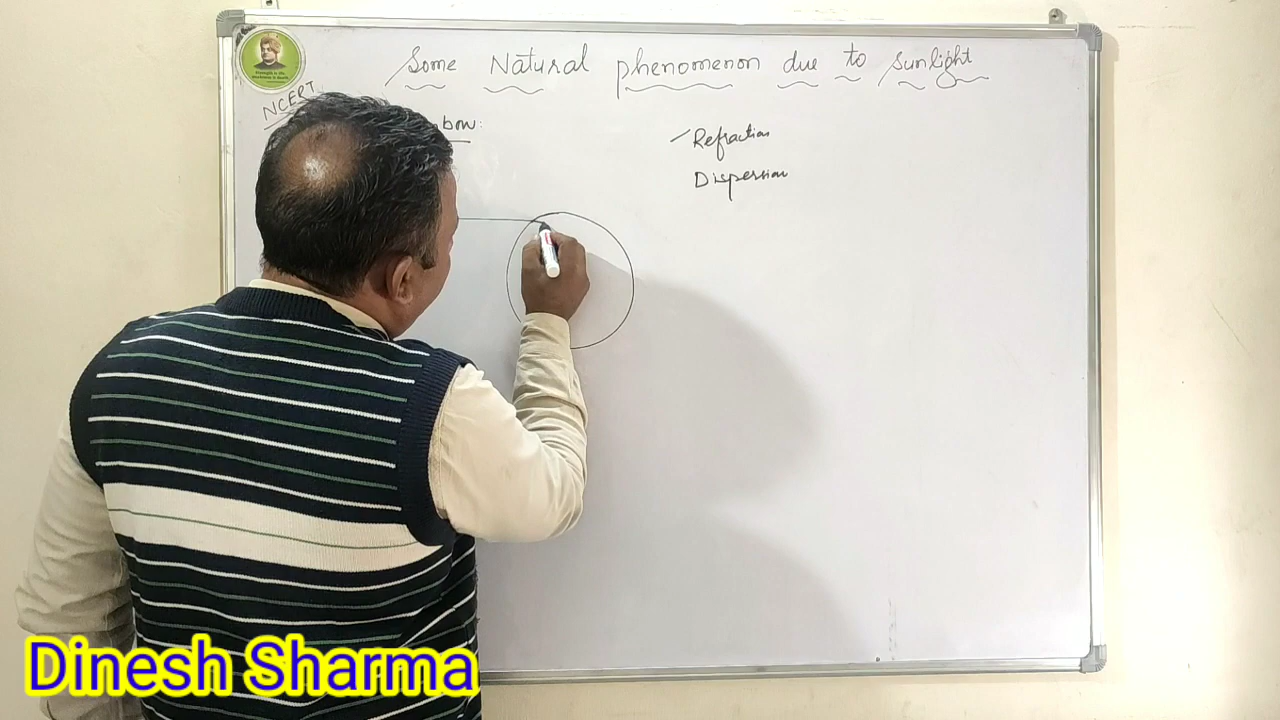 Some Natural phenomenon due to Sunlight
NCERT
bow:
Refraction
Dispersion
Dinesh Sharma